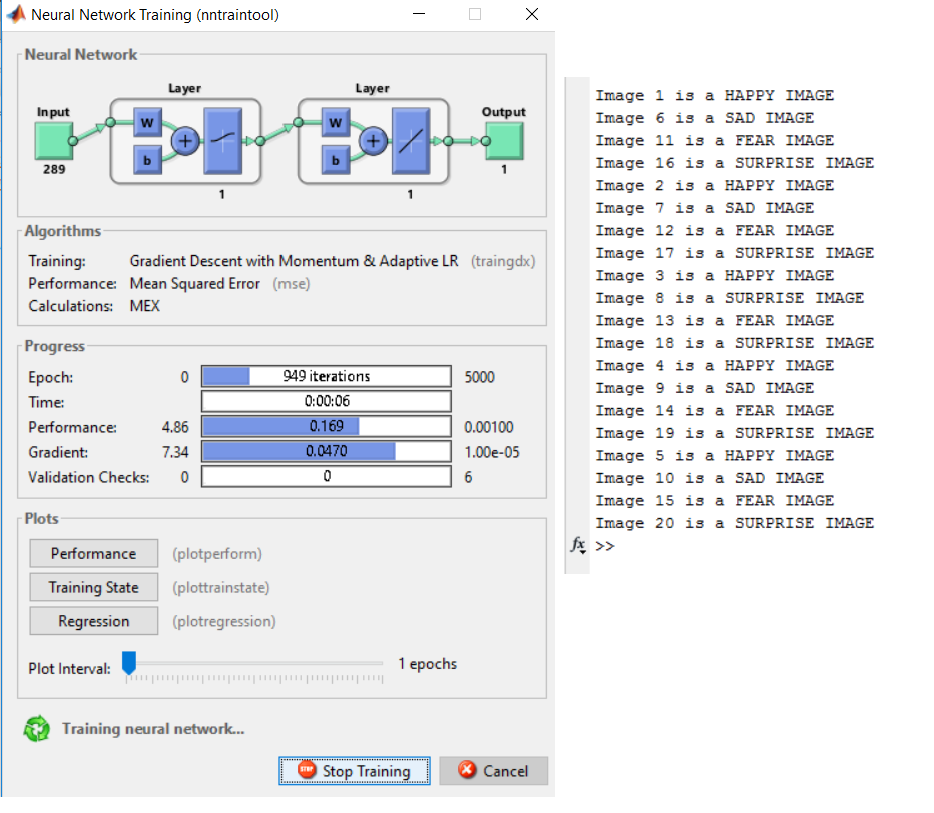 Neural Network Training (nntraintool)
Neural Network
Layer
Layer
Input
Output
W
W
b
b
289
1
1
1
Algorithms
Training: Gradient Descent with Momentum & Adaptive LR (traingdx)
Performance: Mean Squared Error (mse)
Calculations: MEX
Progress
Epoch: 0 949 iterations 5000
Time: 0:00:06
Performance: 4.86 0.169 0.00100
Gradient: 7.34 0.0470 1.00e-05
Validation Checks: 0 0 6
Plots
Performance (plotperform)
Training State (plottrainstate)
Regression (plotregression)
Plot Interval: 1 epochs
Training neural network...
STOP Stop Training
Cancel
Image 1 is a HAPPY IMAGE
Image 6 is a SAD IMAGE
Image 11 is a FEAR IMAGE
Image 16 is a SURPRISE IMAGE
Image 2 is a HAPPY IMAGE
Image 7 is a SAD IMAGE
Image 12 is a FEAR IMAGE
Image 17 is a SURPRISE IMAGE
Image 3 is a HAPPY IMAGE
Image 8 is a SURPRISE IMAGE
Image 13 is a FEAR IMAGE
Image 18 is a SURPRISE IMAGE
Image 4 is a HAPPY IMAGE
Image 9 is a SAD IMAGE
Image 14 is a FEAR IMAGE
Image 19 is a SURPRISE IMAGE
Image 5 is a HAPPY IMAGE
Image 10 is a SAD IMAGE
Image 15 is a FEAR IMAGE
Image 20 is a SURPRISE IMAGE
fx >>